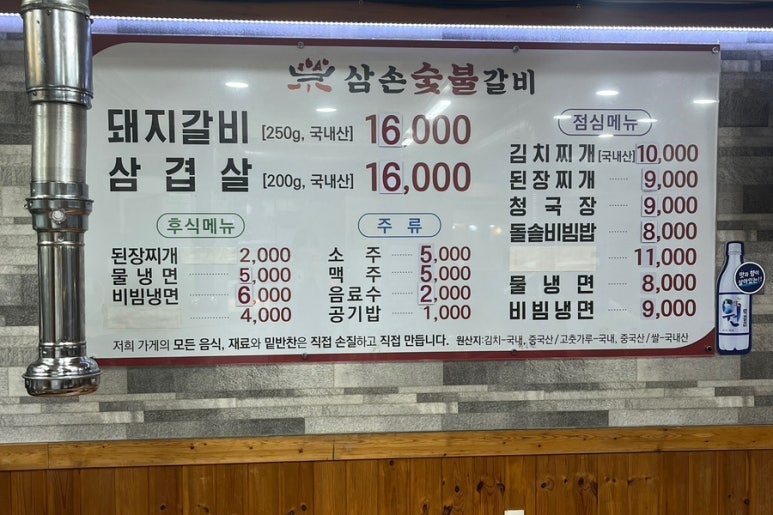 삼손숯불갈비
돼지갈비 [250g, 국내산] 16,000
삼겹살 [200g, 국내산] 16,000
후식메뉴
된장찌개 2,000
물냉면 5,000
비빔냉면 6,000
4,000
주류
소주 5,000
맥주 5,000
음료수 2,000
공기밥 1,000
점심메뉴
김치찌개 [국내산] 10,000
된장찌개 9,000
청국장 9,000
돌솥비빔밥 8,000
11,000
물냉면 8,000
비빔냉면 9,000
저희 가게의 모든 음식, 재료와 밑반찬은 직접 손질하고 직접 만듭니다. 원산지:김치-국내, 중국산/고춧가루-국내, 중국산/쌀-국내산